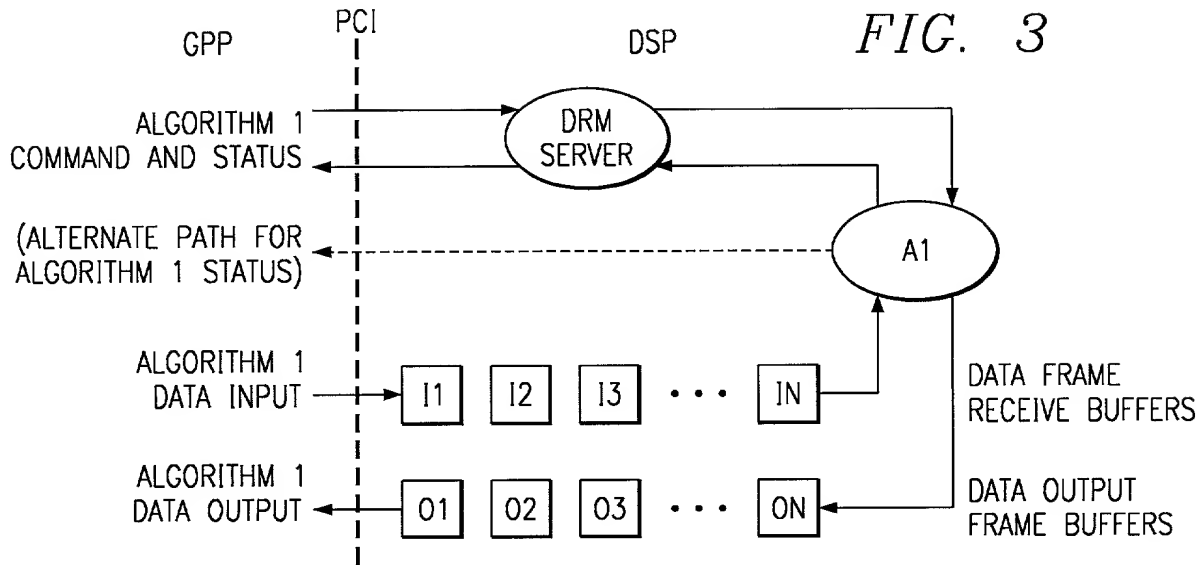 GPP
PCI
DSP
FIG. 3
ALGORITHM 1
COMMAND AND STATUS
DRM
SERVER
(ALTERNATE PATH FOR
ALGORITHM 1 STATUS)
A1
ALGORITHM 1
DATA INPUT
I1
I2
I3
• • •
IN
DATA FRAME
RECEIVE BUFFERS
ALGORITHM 1
DATA OUTPUT
O1
O2
O3
• • •
ON
DATA OUTPUT
FRAME BUFFERS